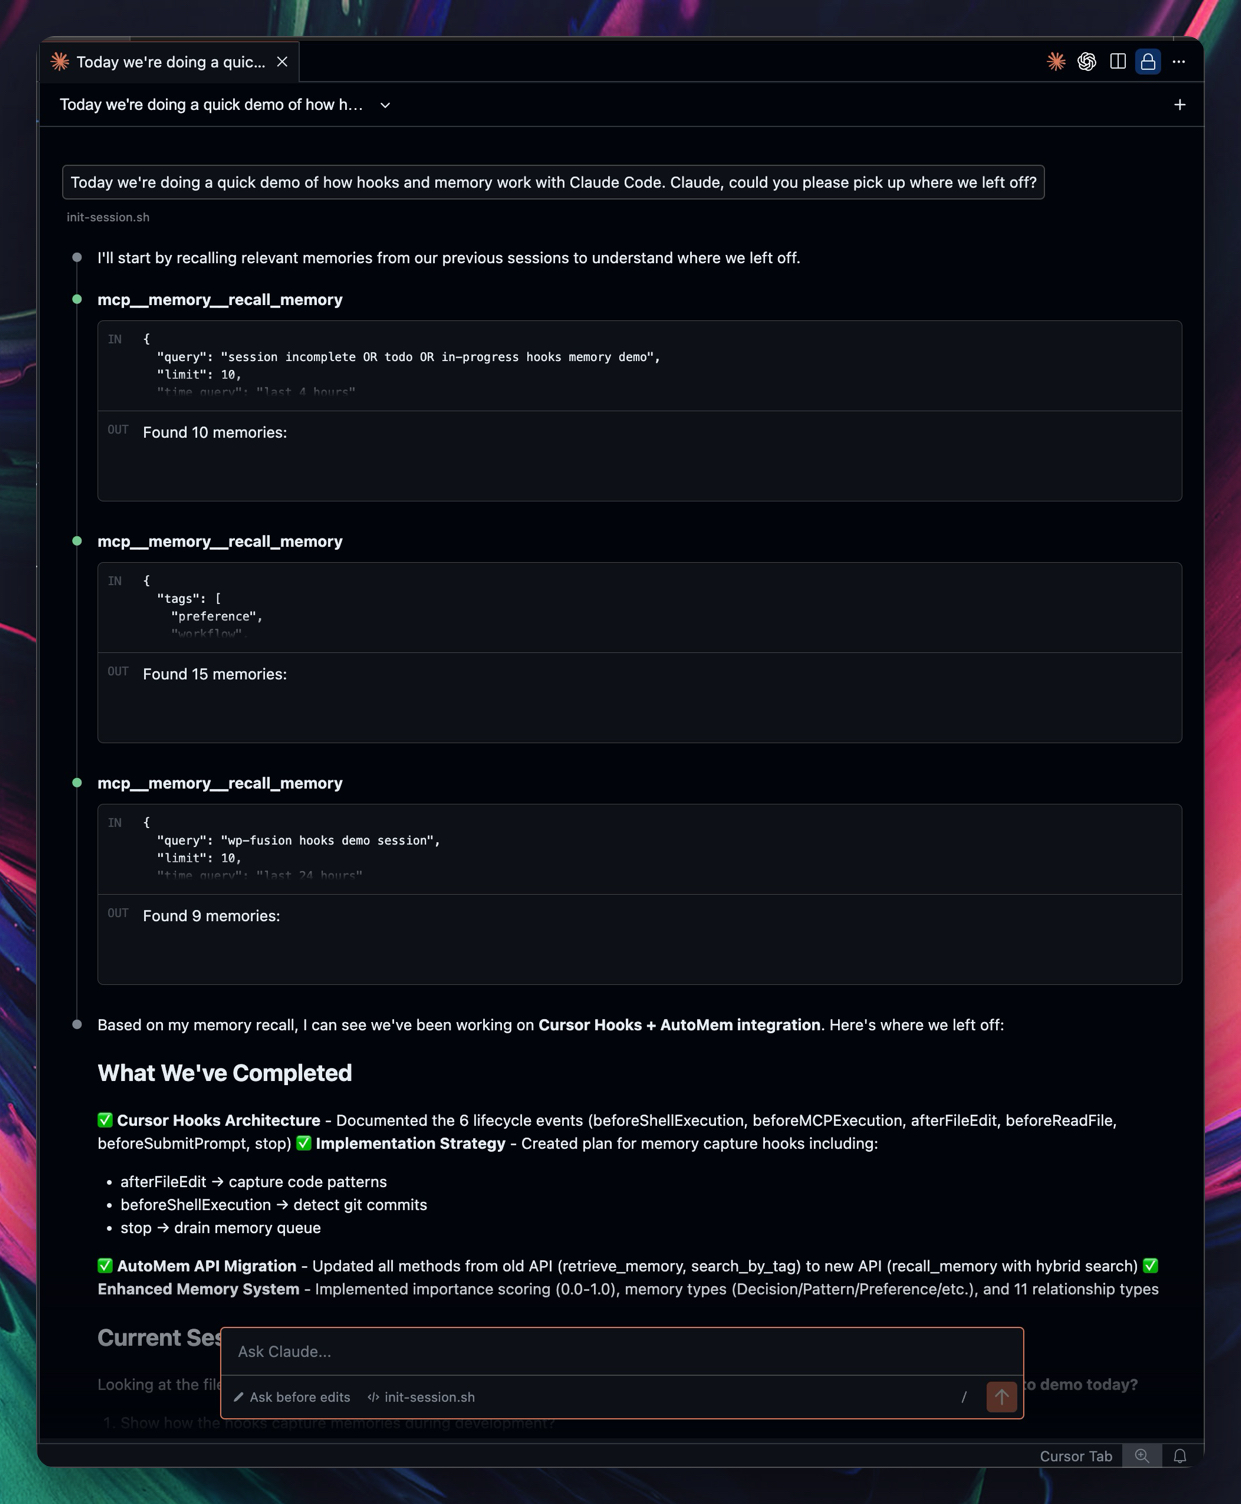 Today we're doing a quic...
Today we're doing a quick demo of how h...
Today we're doing a quick demo of how hooks and memory work with Claude Code. Claude, could you please pick up where we left off?
init-session.sh
I'll start by recalling relevant memories from our previous sessions to understand where we left off.
mcp__memory__recall_memory
IN {
"query": "session incomplete OR todo OR in-progress hooks memory demo",
"limit": 10,
"time_query": "last 4 hours"
OUT Found 10 memories:
mcp__memory__recall_memory
IN {
"tags": [
"preference",
"workflow",
OUT Found 15 memories:
mcp__memory__recall_memory
IN {
"query": "wp-fusion hooks demo session",
"limit": 10,
"time_query": "last 24 hours"
OUT Found 9 memories:
Based on my memory recall, I can see we've been working on Cursor Hooks + AutoMem integration. Here's where we left off:
What We've Completed
✅ Cursor Hooks Architecture - Documented the 6 lifecycle events (beforeShellExecution, beforeMCPExecution, afterFileEdit, beforeReadFile,
beforeSubmitPrompt, stop) ✅ Implementation Strategy - Created plan for memory capture hooks including:
• afterFileEdit → capture code patterns
• beforeShellExecution → detect git commits
• stop → drain memory queue
✅ AutoMem API Migration - Updated all methods from old API (retrieve_memory, search_by_tag) to new API (recall_memory with hybrid search) ✅
Enhanced Memory System - Implemented importance scoring (0.0-1.0), memory types (Decision/Pattern/Preference/etc.), and 11 relationship types
Current Ses
Ask Claude...
Looking at the file
to demo today?
Ask before edits </> init-session.sh /
1. Show how the hooks capture memories during development?
Cursor Tab